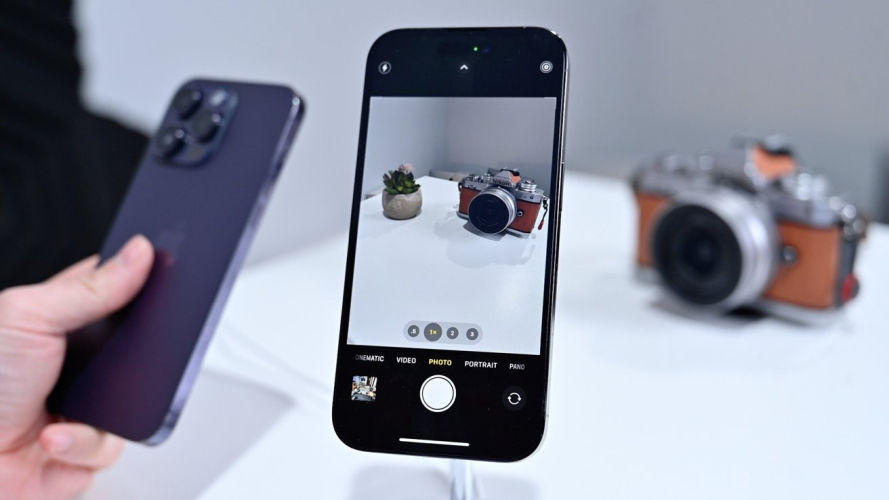 .5 1× 2 3
CINEMATIC VIDEO PHOTO PORTRAIT PANO